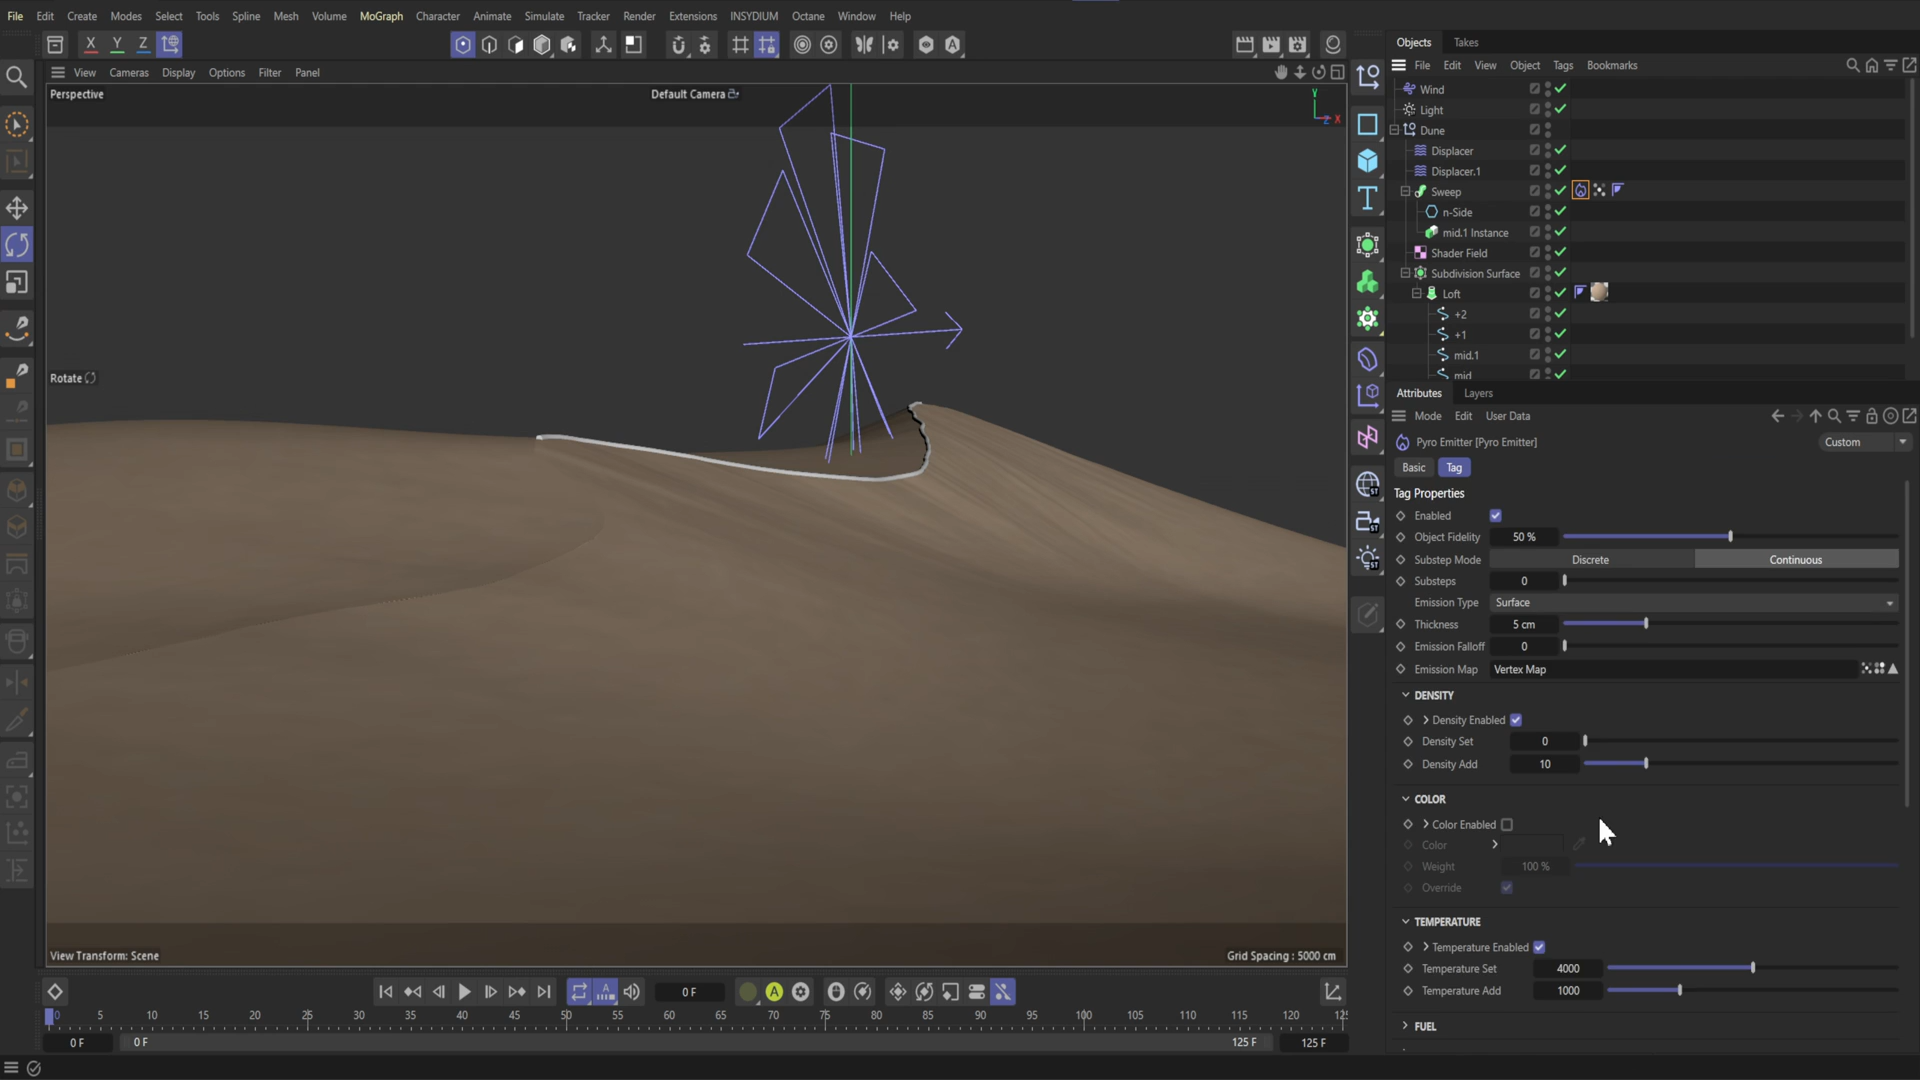 File Edit Create Modes Select Tools Spline Mesh Volume MoGraph Character Animate Simulate Tracker Render Extensions INSYDIUM Octane Window Help
X Y Z
View Cameras Display Options Filter Panel
Perspective
Default Camera
Y
Z X
Rotate
View Transform: Scene
Grid Spacing : 5000 cm
Objects Takes
File Edit View Object Tags Bookmarks
Wind
Light
Dune
Displacer
Displacer.1
Sweep
n-Side
mid.1 Instance
Shader Field
Subdivision Surface
Loft
+2
+1
mid.1
mid
Attributes Layers
Mode Edit User Data
Pyro Emitter [Pyro Emitter]
Custom
Basic Tag
Tag Properties
Enabled
Object Fidelity 50 %
Substep Mode Discrete Continuous
Substeps 0
Emission Type Surface
Thickness 5 cm
Emission Falloff 0
Emission Map Vertex Map
DENSITY
Density Enabled
Density Set 0
Density Add 10
COLOR
Color Enabled
Color
Weight 100 %
Override
TEMPERATURE
Temperature Enabled
Temperature Set 4000
Temperature Add 1000
FUEL
0 F
0 5 10 15 20 25 30 35 40 45 50 55 60 65 70 75 80 85 90 95 100 105 110 115 120
0 F 0 F 125 F 125 F